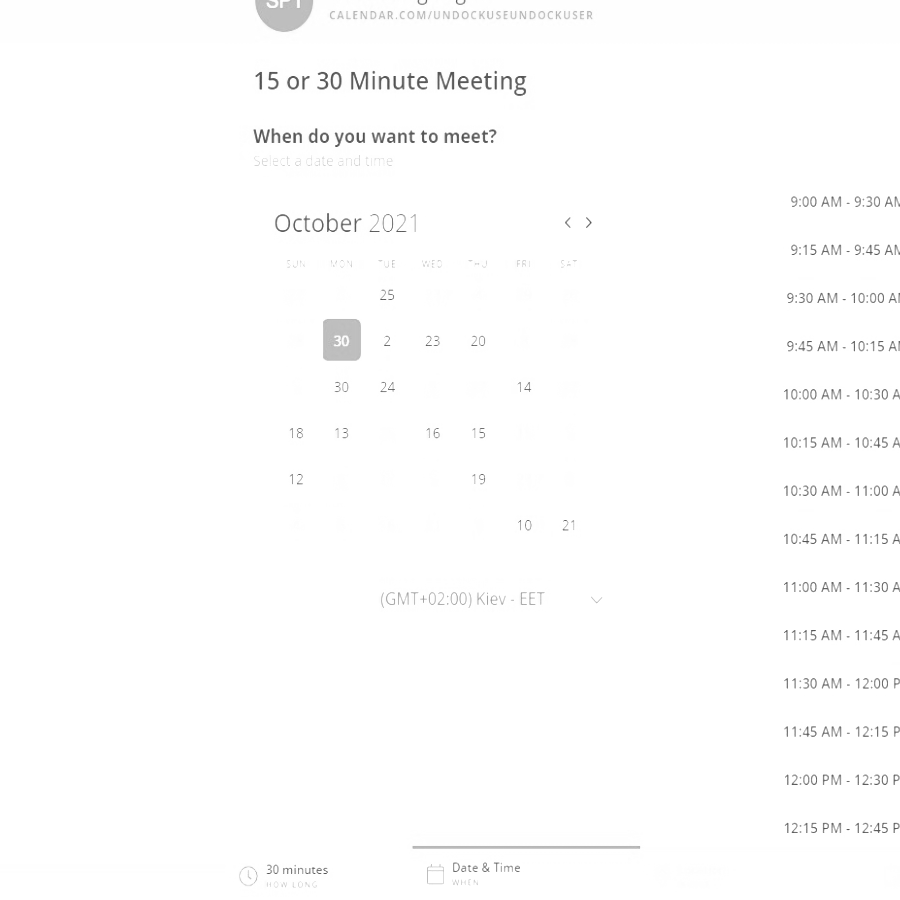 CALENDAR.COM/UNDOCKUSEUNDOCKUSER
15 or 30 Minute Meeting
When do you want to meet?
Select a date and time
October 2021
SUN MON TUE WED THU FRI SAT
25
30 2 23 20
30 24 14
18 13 16 15
12 19
10 21
(GMT+02:00) Kiev - EET
9:00 AM - 9:30 AM
9:15 AM - 9:45 AM
9:30 AM - 10:00 AM
9:45 AM - 10:15 AM
10:00 AM - 10:30 A
10:15 AM - 10:45 A
10:30 AM - 11:00 A
10:45 AM - 11:15 A
11:00 AM - 11:30 A
11:15 AM - 11:45 A
11:30 AM - 12:00 P
11:45 AM - 12:15 P
12:00 PM - 12:30 P
12:15 PM - 12:45 P
30 minutes
HOW LONG
Date & Time
WHEN